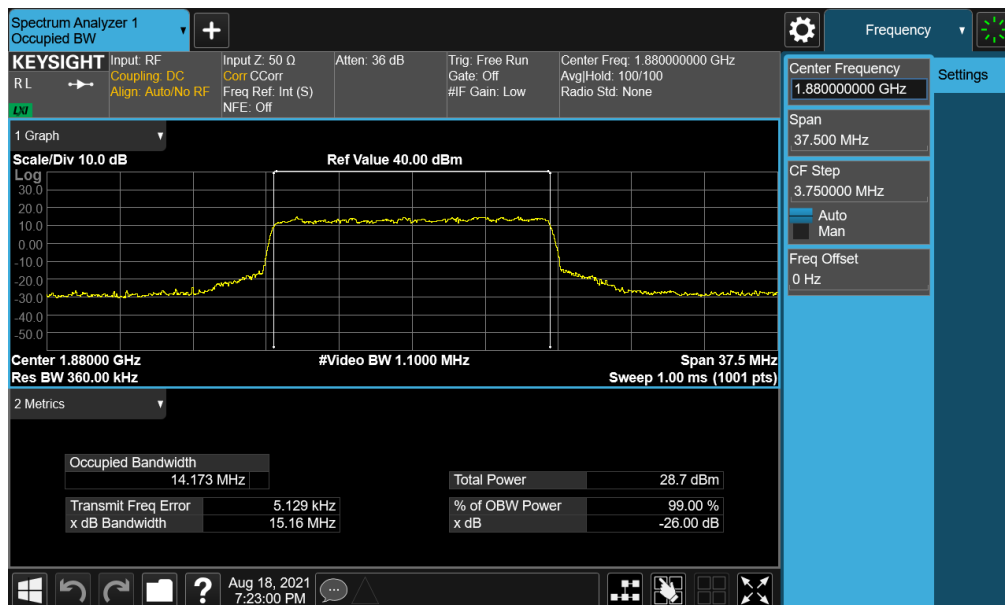 Spectrum Analyzer 1
Occupied BW
+
Frequency
KEYSIGHT
RL
LXI
Input: RF
Coupling: DC
Align: Auto/No RF
Input Z: 50 Ω
Corr CCorr
Freq Ref: Int (S)
NFE: Off
Atten: 36 dB
Trig: Free Run
Gate: Off
#IF Gain: Low
Center Freq: 1.880000000 GHz
Avg|Hold: 100/100
Radio Std: None
Center Frequency
1.880000000 GHz
Settings
Span
37.500 MHz
CF Step
3.750000 MHz
Auto
Man
Freq Offset
0 Hz
1 Graph
Scale/Div 10.0 dB
Ref Value 40.00 dBm
Log
30.0
20.0
10.0
0.00
-10.0
-20.0
-30.0
-40.0
-50.0
Center 1.88000 GHz
#Video BW 1.1000 MHz
Span 37.5 MHz
Res BW 360.00 kHz
Sweep 1.00 ms (1001 pts)
2 Metrics
Occupied Bandwidth
14.173 MHz
Total Power 28.7 dBm
Transmit Freq Error 5.129 kHz
% of OBW Power 99.00 %
x dB Bandwidth 15.16 MHz
x dB -26.00 dB
?
Aug 18, 2021
7:23:00 PM